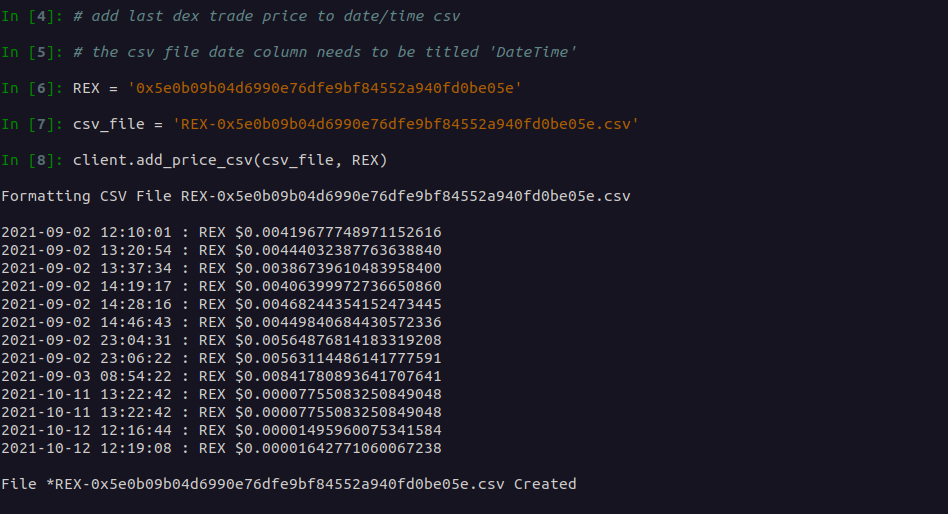 In [4]: # add last dex trade price to date/time csv
In [5]: # the csv file date column needs to be titled 'DateTime'
In [6]: REX = '0x5e0b09b04d6990e76dfe9bf84552a940fd0be05e'
In [7]: csv_file = 'REX-0x5e0b09b04d6990e76dfe9bf84552a940fd0be05e.csv'
In [8]: client.add_price_csv(csv_file, REX)
Formatting CSV File REX-0x5e0b09b04d6990e76dfe9bf84552a940fd0be05e.csv
2021-09-02 12:10:01 : REX $0.00419677748971152616
2021-09-02 13:20:54 : REX $0.00444032387763638840
2021-09-02 13:37:34 : REX $0.00386739610483958400
2021-09-02 14:19:17 : REX $0.00406399972736650860
2021-09-02 14:28:16 : REX $0.00468244354152473445
2021-09-02 14:46:43 : REX $0.00449840684430572336
2021-09-02 23:04:31 : REX $0.00564876814183319208
2021-09-02 23:06:22 : REX $0.00563114486141777591
2021-09-03 08:54:22 : REX $0.00841780893641707641
2021-10-11 13:22:42 : REX $0.00007755083250849048
2021-10-11 13:22:42 : REX $0.00007755083250849048
2021-10-12 12:16:44 : REX $0.00001495960075341584
2021-10-12 12:19:08 : REX $0.00001642771060067238
File *REX-0x5e0b09b04d6990e76dfe9bf84552a940fd0be05e.csv Created